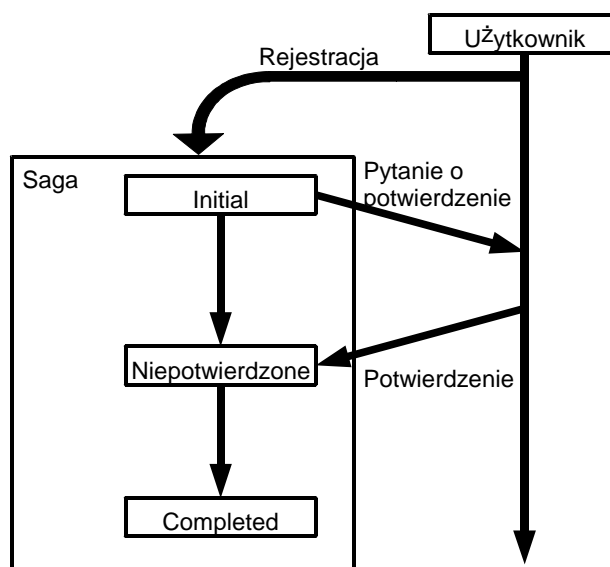 Użytkownik
Rejestracja
Saga
Pytanie o
potwierdzenie
Initial
Niepotwierdzone
Potwierdzenie
Completed